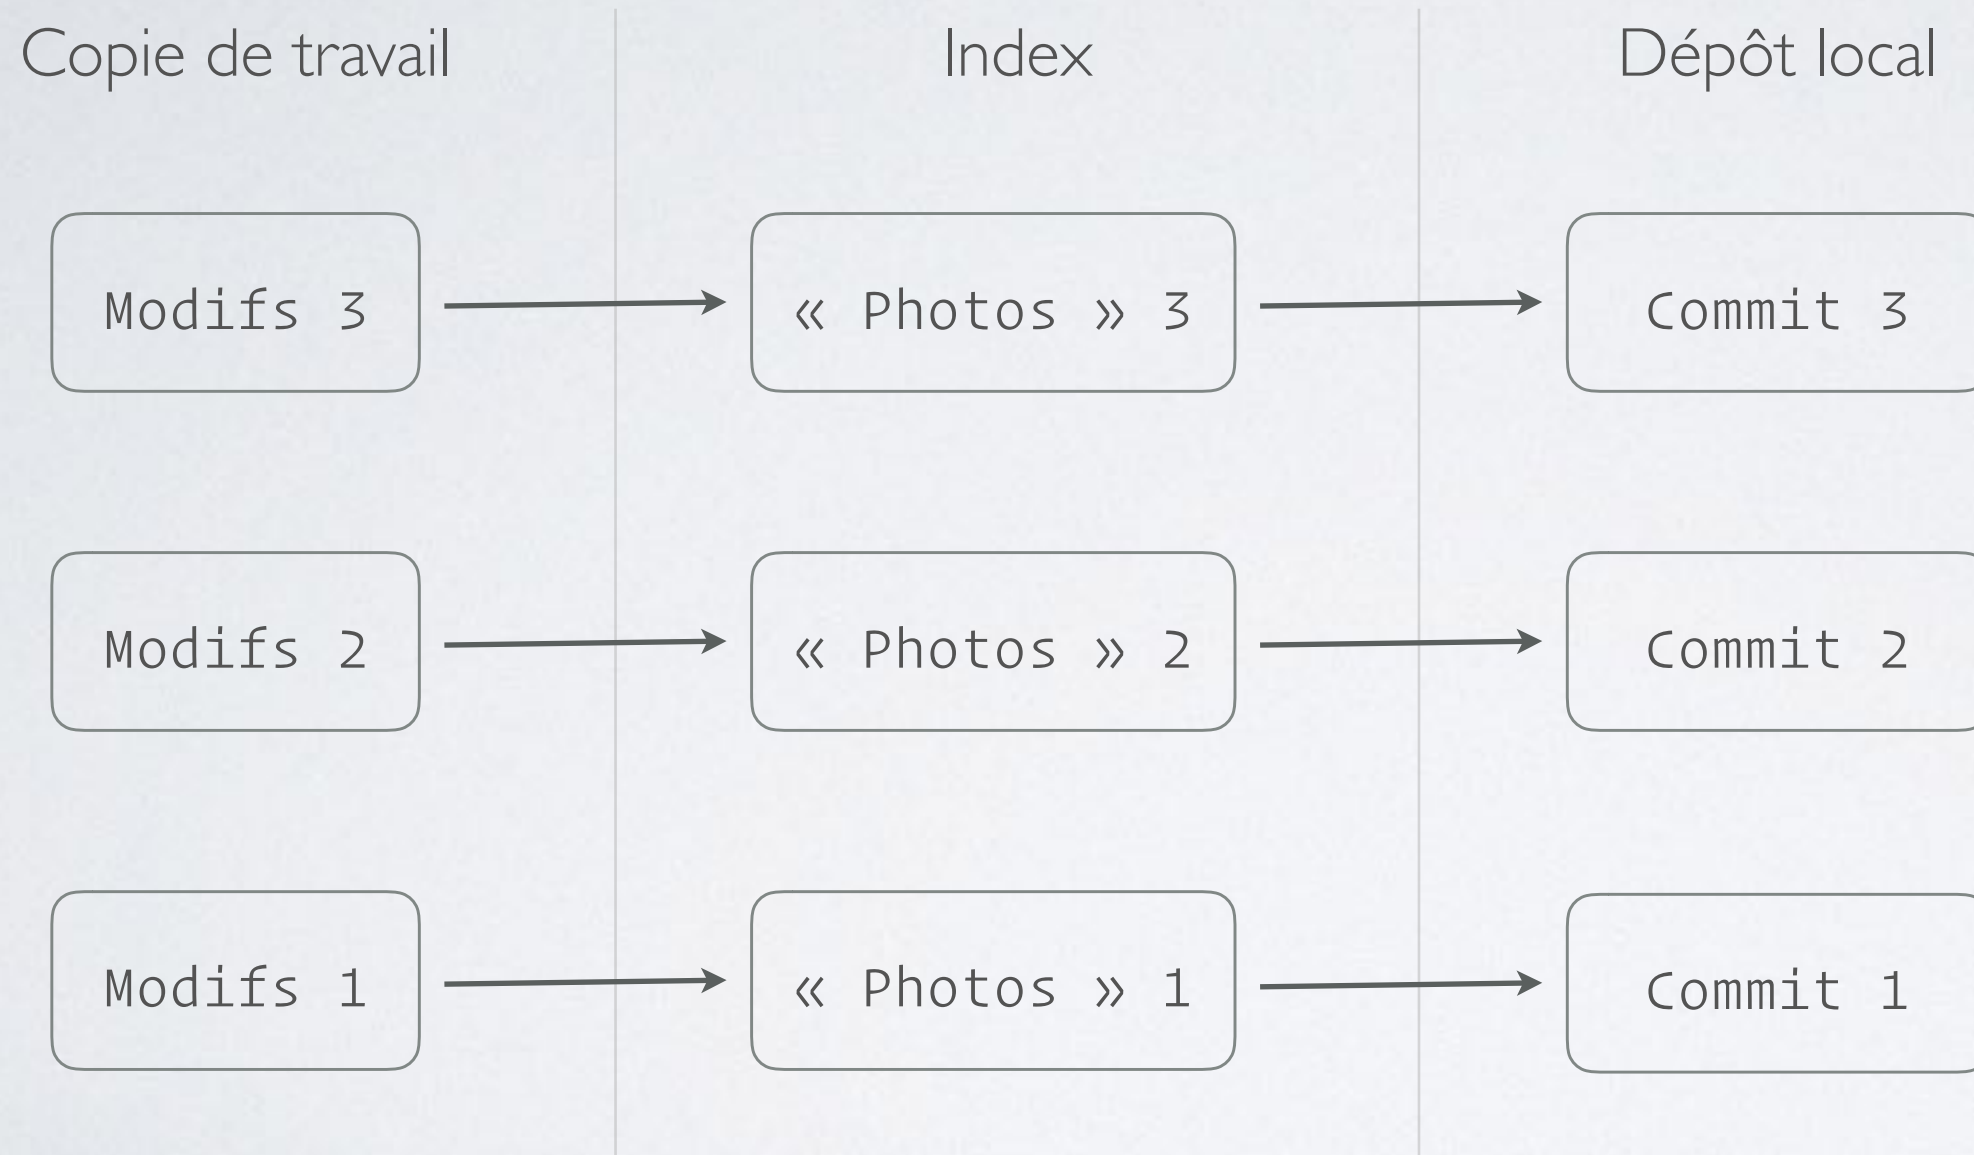 Copie de travail
Index
Dépôt local
Modifs 3
« Photos » 3
Commit 3
Modifs 2
« Photos » 2
Commit 2
Modifs 1
« Photos » 1
Commit 1